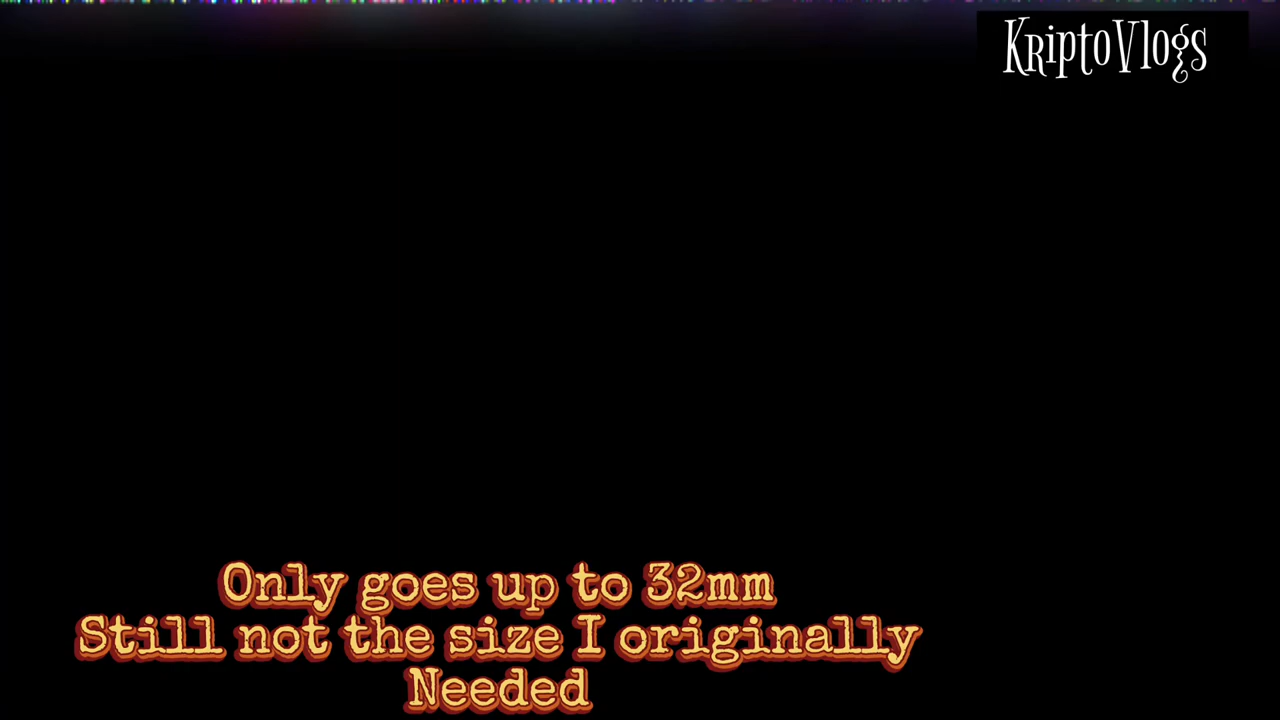 KriptoVlogs
Only goes up to 32mm
Still not the size I originally
Needed